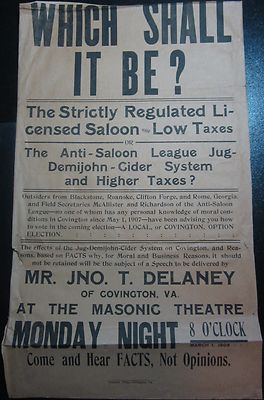 WHICH SHALL
IT BE?
The Strictly Regulated Li-
censed Saloon Low Taxes
OR
The Anti-Saloon League Jug-
Demijohn-Cider System
and Higher Taxes?
Outsiders from Blackstone, Roanoke, Clifton Forge, and Rome, Georgia,
and Field Secretaries McAllister and Richardson of the Anti-Saloon
League—no one of whom has any personal knowledge of moral condi-
tions in Covington since May 1, 1907—have been advising you how
to vote in the coming election—A LOCAL, or COVINGTON, OPTION
ELECTION.
The effects of the Jug-Demijohn-Cider System on Covington, and Rea-
sons, based on FACTS why, for Moral and Business Reasons, it should
not be retained will be the subject of a Speech to be delivered by
MR. JNO. T. DELANEY
OF COVINGTON, VA.
AT THE MASONIC THEATRE
MONDAY NIGHT 8 O'CLOCK
MARCH 1, 1909
Come and Hear FACTS, Not Opinions.